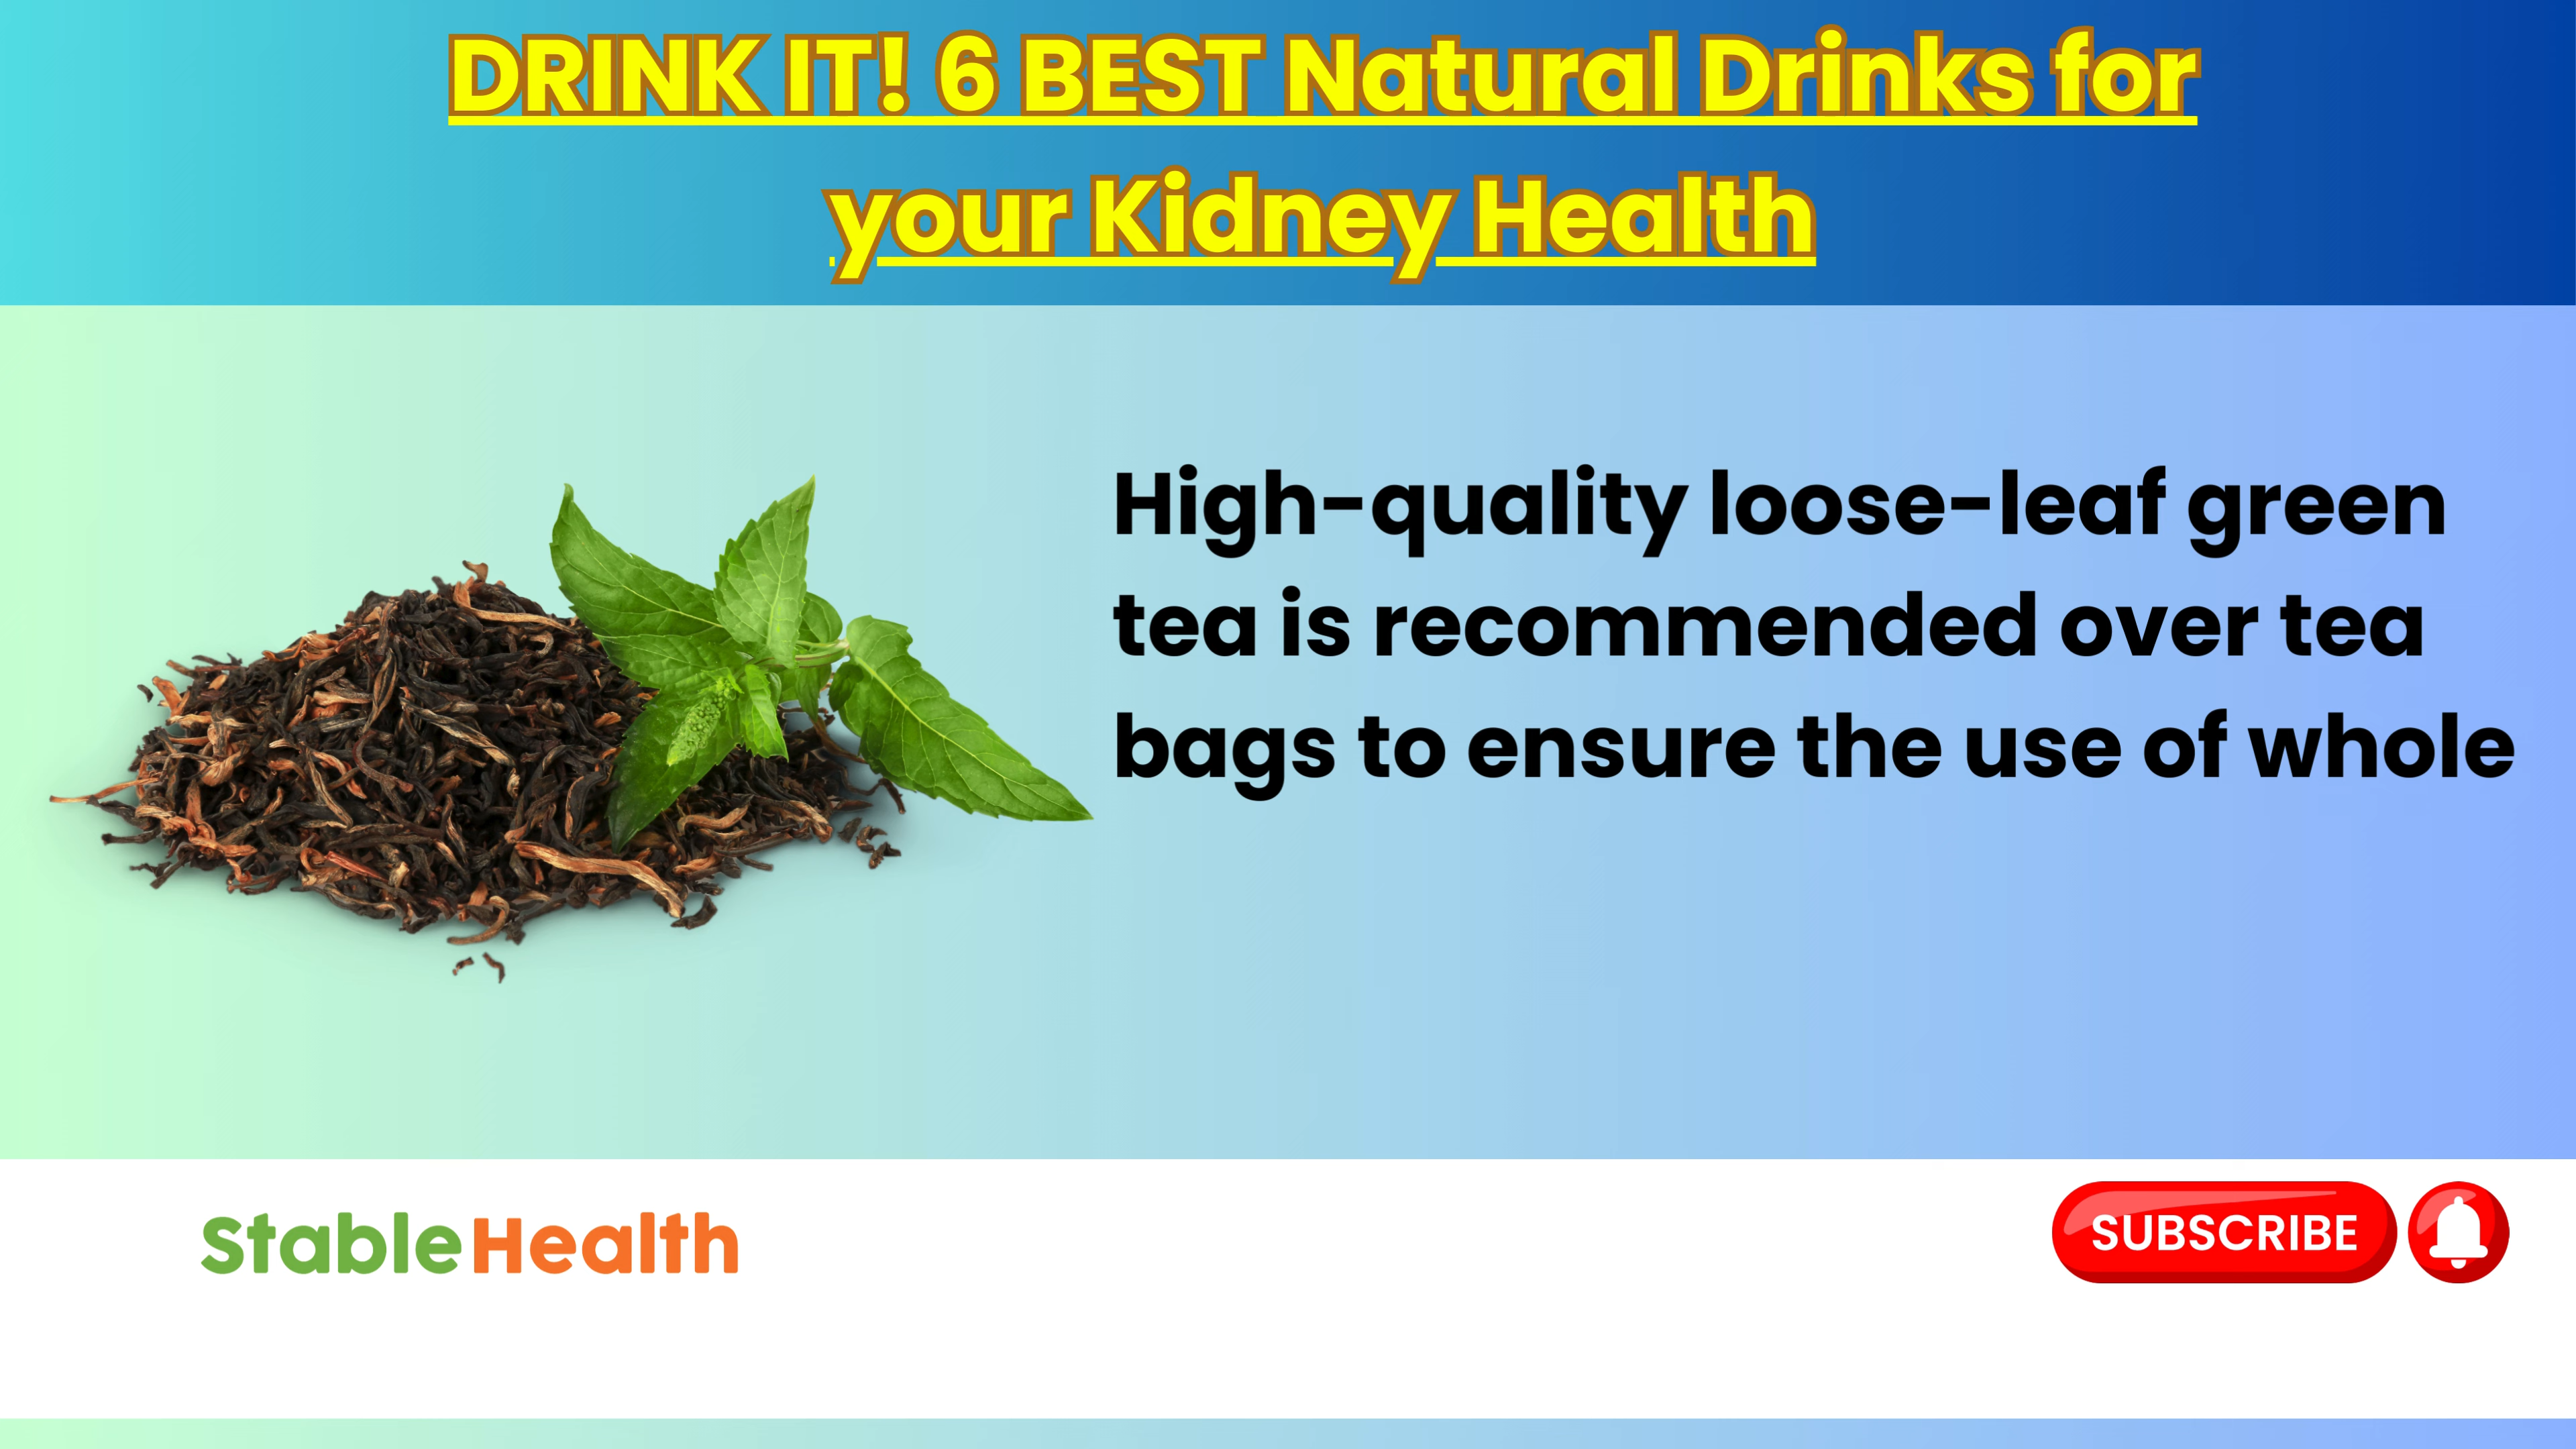 DRINK IT! 6 BEST Natural Drinks for
your Kidney Health
High-quality loose-leaf green
tea is recommended over tea
bags to ensure the use of whole
StableHealth
SUBSCRIBE